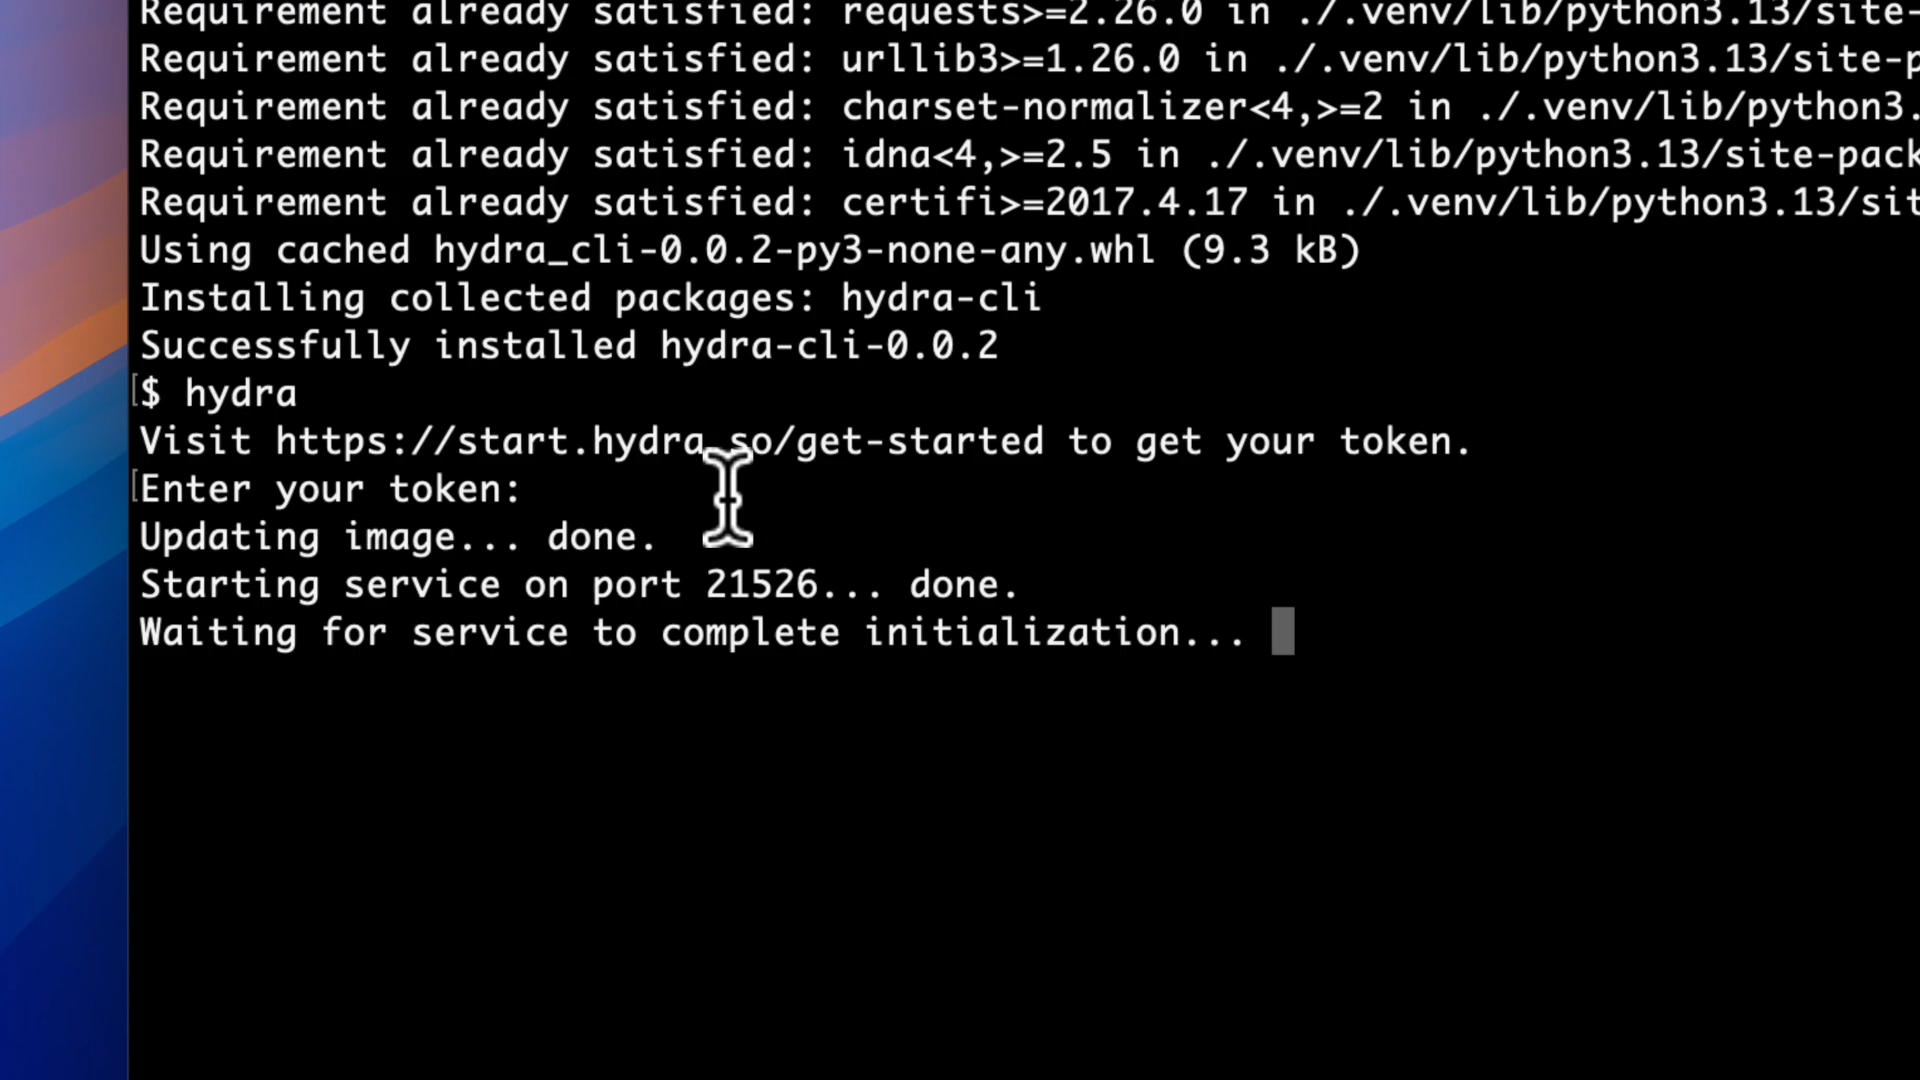 Requirement already satisfied: requests>=2.26.0 in ./.venv/lib/python3.13/site-
Requirement already satisfied: urllib3>=1.26.0 in ./.venv/lib/python3.13/site-p
Requirement already satisfied: charset-normalizer<4,>=2 in ./.venv/lib/python3.
Requirement already satisfied: idna<4,>=2.5 in ./.venv/lib/python3.13/site-pack
Requirement already satisfied: certifi>=2017.4.17 in ./.venv/lib/python3.13/sit
Using cached hydra_cli-0.0.2-py3-none-any.whl (9.3 kB)
Installing collected packages: hydra-cli
Successfully installed hydra-cli-0.0.2
[$ hydra
Visit https://start.hydra.so/get-started to get your token.
[Enter your token:
Updating image... done.
Starting service on port 21526... done.
Waiting for service to complete initialization...